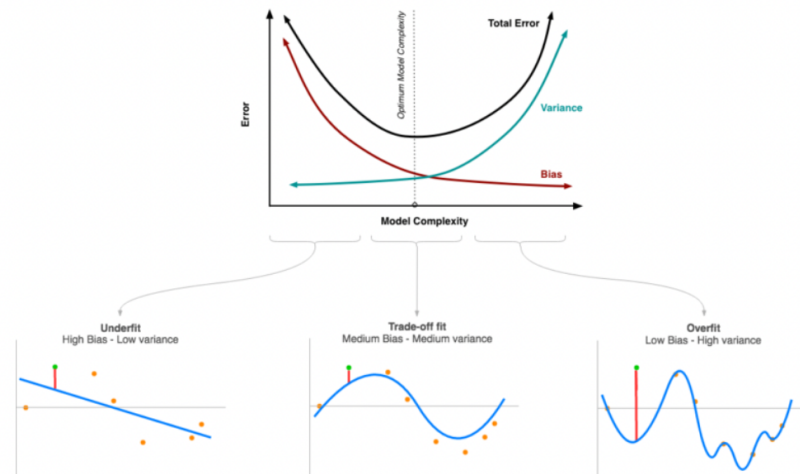 Total Error
Optimum Model Complexity
Error
Variance
Bias
Model Complexity
Underfit
High Bias - Low variance
Trade-off fit
Medium Bias - Medium variance
Overfit
Low Bias - High variance